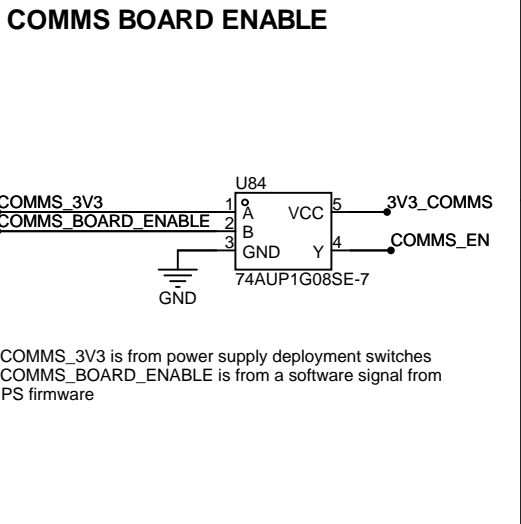 COMMS BOARD ENABLE
U84
COMMS_3V3 1 A VCC 5 3V3_COMMS
COMMS_BOARD_ENABLE 2 B
3 GND Y 4 COMMS_EN
74AUP1G08SE-7
GND
COMMS_3V3 is from power supply deployment switches
COMMS_BOARD_ENABLE is from a software signal from
PS firmware